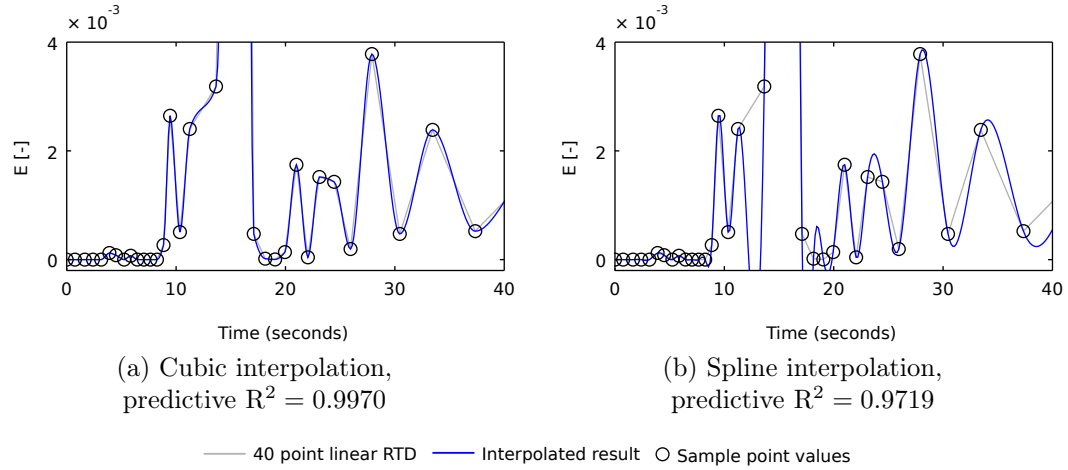 × 10⁻³
4
2
0
E [-]
0 10 20 30 40
Time (seconds)
(a) Cubic interpolation,
predictive R² = 0.9970
× 10⁻³
4
2
0
E [-]
0 10 20 30 40
Time (seconds)
(b) Spline interpolation,
predictive R² = 0.9719
40 point linear RTD Interpolated result Sample point values